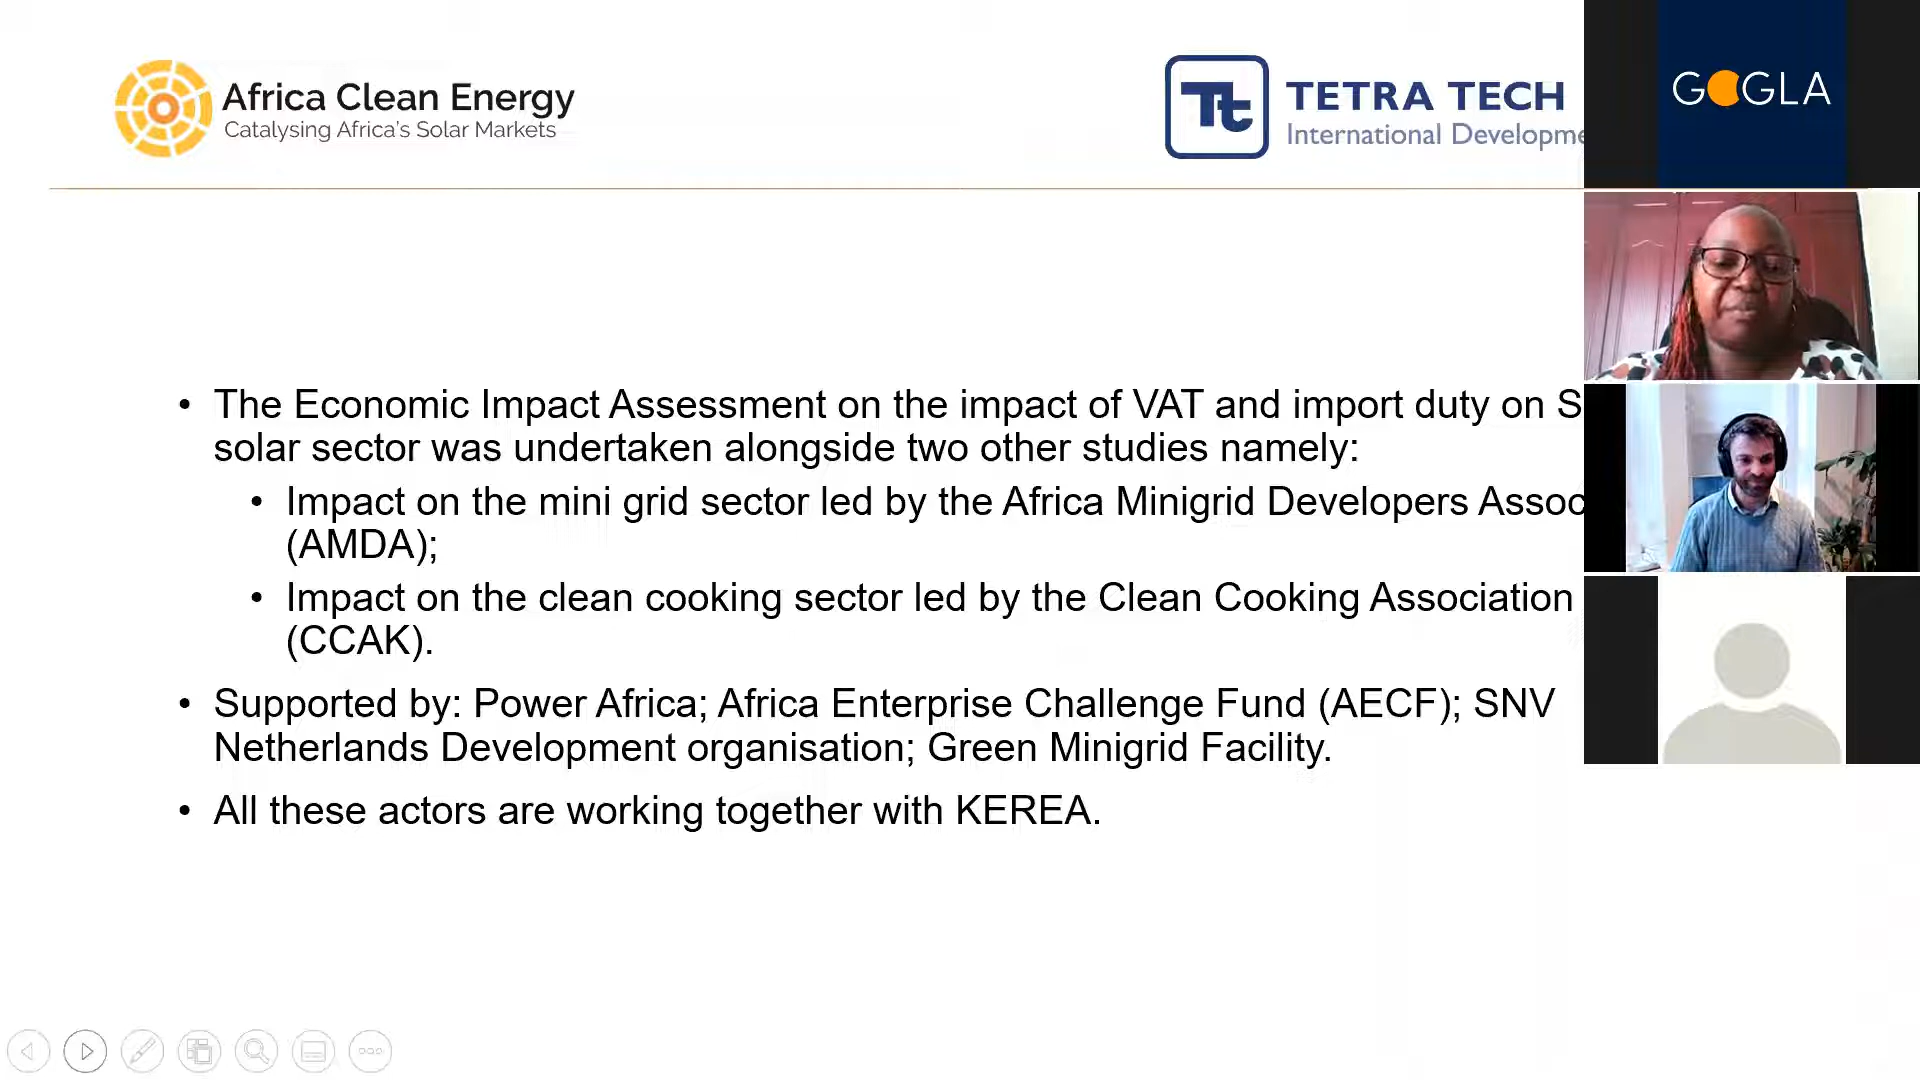 Africa Clean Energy
Catalysing Africa's Solar Markets
TETRA TECH
International Developme
GOGLA
• The Economic Impact Assessment on the impact of VAT and import duty on S
solar sector was undertaken alongside two other studies namely:
• Impact on the mini grid sector led by the Africa Minigrid Developers Assoc
(AMDA);
• Impact on the clean cooking sector led by the Clean Cooking Association
(CCAK).
• Supported by: Power Africa; Africa Enterprise Challenge Fund (AECF); SNV
Netherlands Development organisation; Green Minigrid Facility.
• All these actors are working together with KEREA.